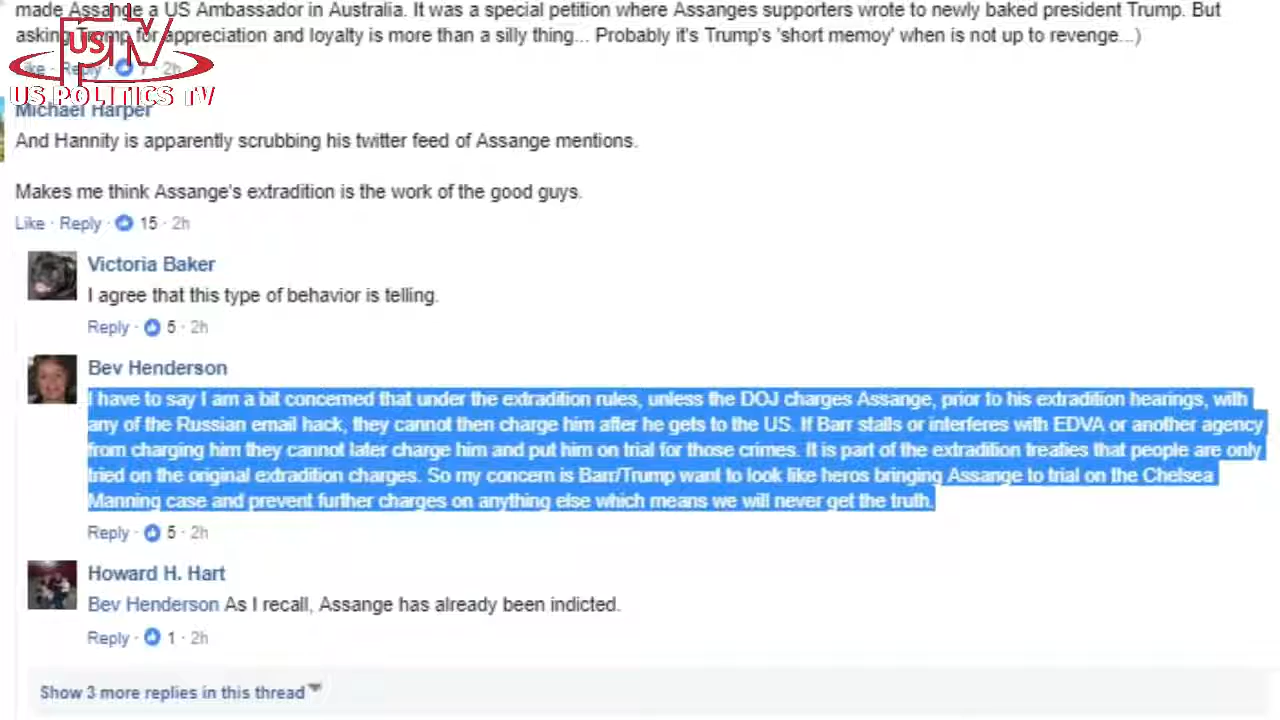 made Assange a US Ambassador in Australia. It was a special petition where Assanges supporters wrote to newly baked president Trump. But
asking Trump for appreciation and loyalty is more than a silly thing... Probably it's Trump's 'short memoy' when is not up to revenge...)
Like · Reply · 7 · 2h
US
ptv
US POLITICS TV
Michael Harper
And Hannity is apparently scrubbing his twitter feed of Assange mentions.
Makes me think Assange's extradition is the work of the good guys.
Like · Reply · 15 · 2h
Victoria Baker
I agree that this type of behavior is telling.
Reply · 5 · 2h
Bev Henderson
I have to say I am a bit concerned that under the extradition rules, unless the DOJ charges Assange, prior to his extradition hearings, with
any of the Russian email hack, they cannot then charge him after he gets to the US. If Barr stalls or interferes with EDVA or another agency
from charging him they cannot later charge him and put him on trial for those crimes. It is part of the extradition treaties that people are only
tried on the original extradition charges. So my concern is Barr/Trump want to look like heros bringing Assange to trial on the Chelsea
Manning case and prevent further charges on anything else which means we will never get the truth.
Reply · 5 · 2h
Howard H. Hart
Bev Henderson As I recall, Assange has already been indicted.
Reply · 1 · 2h
Show 3 more replies in this thread